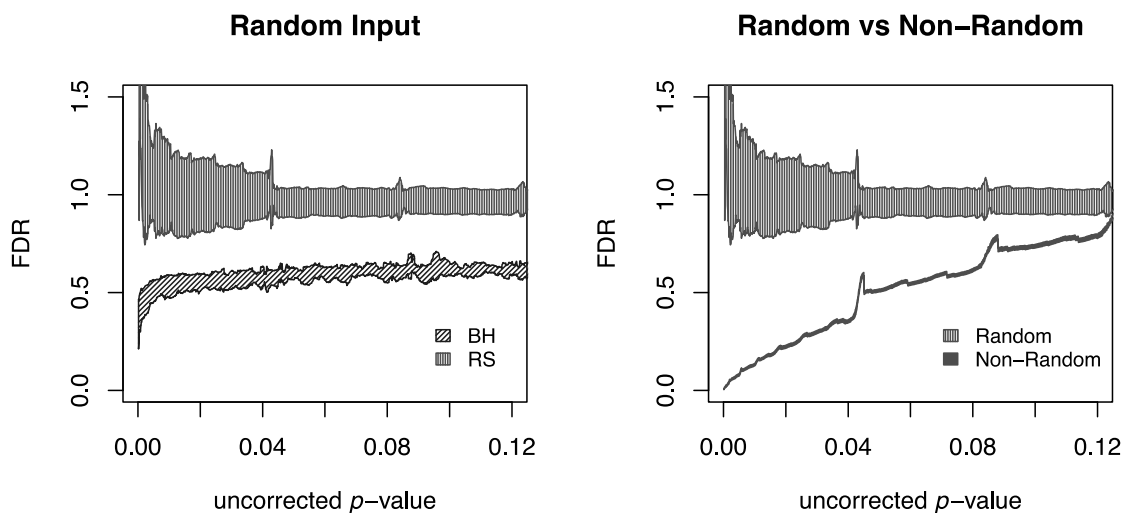 Random Input
FDR
1.5
1.0
0.5
0.0
BH
RS
0.00 0.04 0.08 0.12
uncorrected p−value
Random vs Non−Random
FDR
1.5
1.0
0.5
0.0
Random
Non−Random
0.00 0.04 0.08 0.12
uncorrected p−value